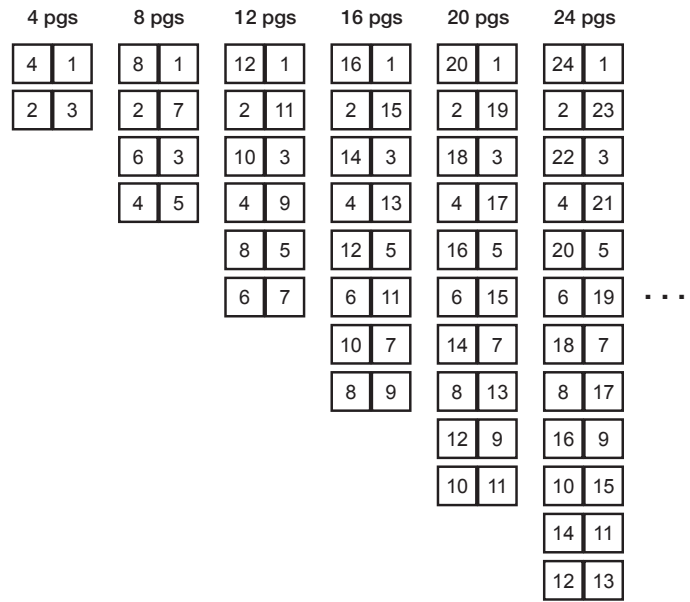 4 pgs 8 pgs 12 pgs 16 pgs 20 pgs 24 pgs
4 1 8 1 12 1 16 1 20 1 24 1
2 3 2 7 2 11 2 15 2 19 2 23
6 3 10 3 14 3 18 3 22 3
4 5 4 9 4 13 4 17 4 21
8 5 12 5 16 5 20 5
6 7 6 11 6 15 6 19 . . .
10 7 14 7 18 7
8 9 8 13 8 17
12 9 16 9
10 11 10 15
14 11
12 13